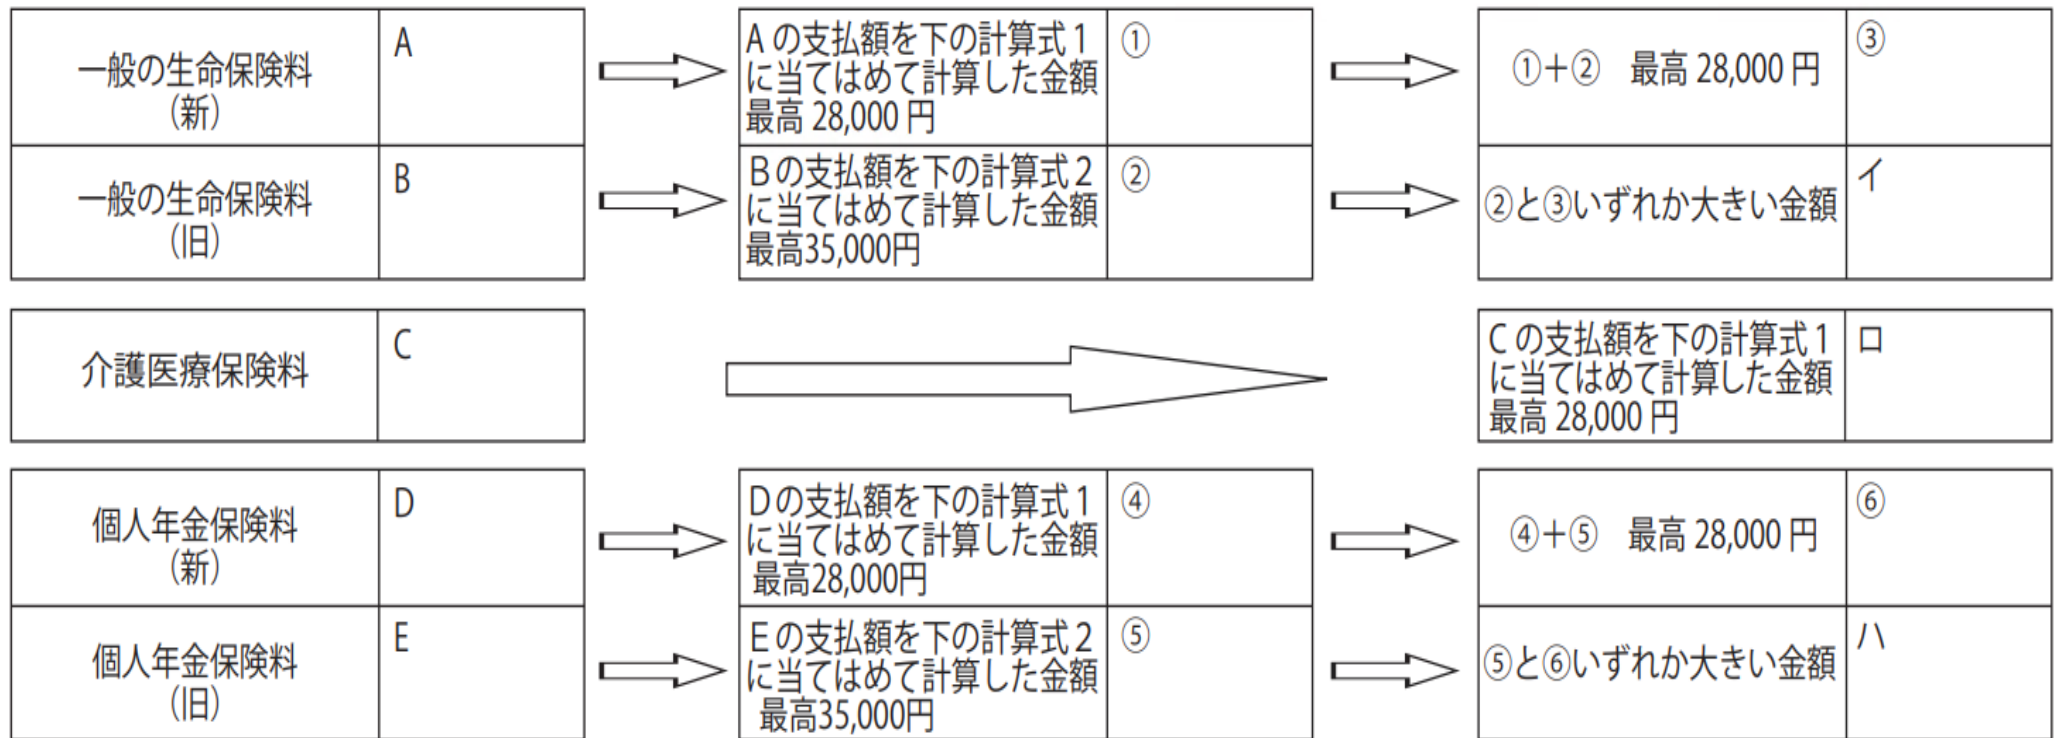 一般の生命保険料
（新）
A
Aの支払額を下の計算式1
に当てはめて計算した金額
最高 28,000 円
①
①＋②　最高 28,000 円
③
一般の生命保険料
（旧）
B
Bの支払額を下の計算式2
に当てはめて計算した金額
最高35,000円
②
②と③いずれか大きい金額
イ
介護医療保険料
C
Cの支払額を下の計算式1
に当てはめて計算した金額
最高 28,000 円
ロ
個人年金保険料
（新）
D
Dの支払額を下の計算式1
に当てはめて計算した金額
最高28,000円
④
④＋⑤　最高 28,000 円
⑥
個人年金保険料
（旧）
E
Eの支払額を下の計算式2
に当てはめて計算した金額
最高35,000円
⑤
⑤と⑥いずれか大きい金額
ハ